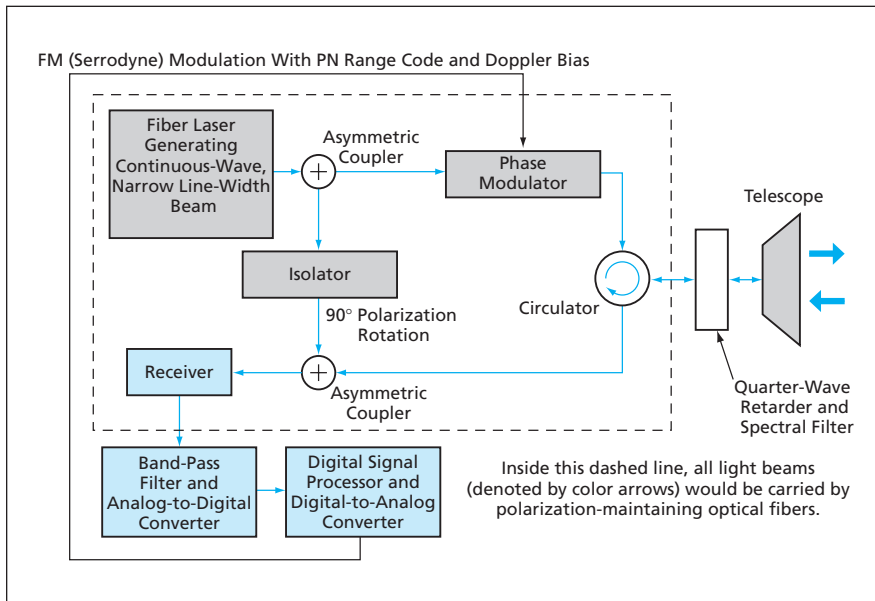 FM (Serrodyne) Modulation With PN Range Code and Doppler Bias
Fiber Laser
Generating
Continuous-Wave,
Narrow Line-Width
Beam
Asymmetric
Coupler
Phase
Modulator
Telescope
Isolator
Circulator
90° Polarization
Rotation
Receiver
Asymmetric
Coupler
Quarter-Wave
Retarder and
Spectral Filter
Band-Pass
Filter and
Analog-to-Digital
Converter
Digital Signal
Processor and
Digital-to-Analog
Converter
Inside this dashed line, all light beams
(denoted by color arrows) would be carried by
polarization-maintaining optical fibers.